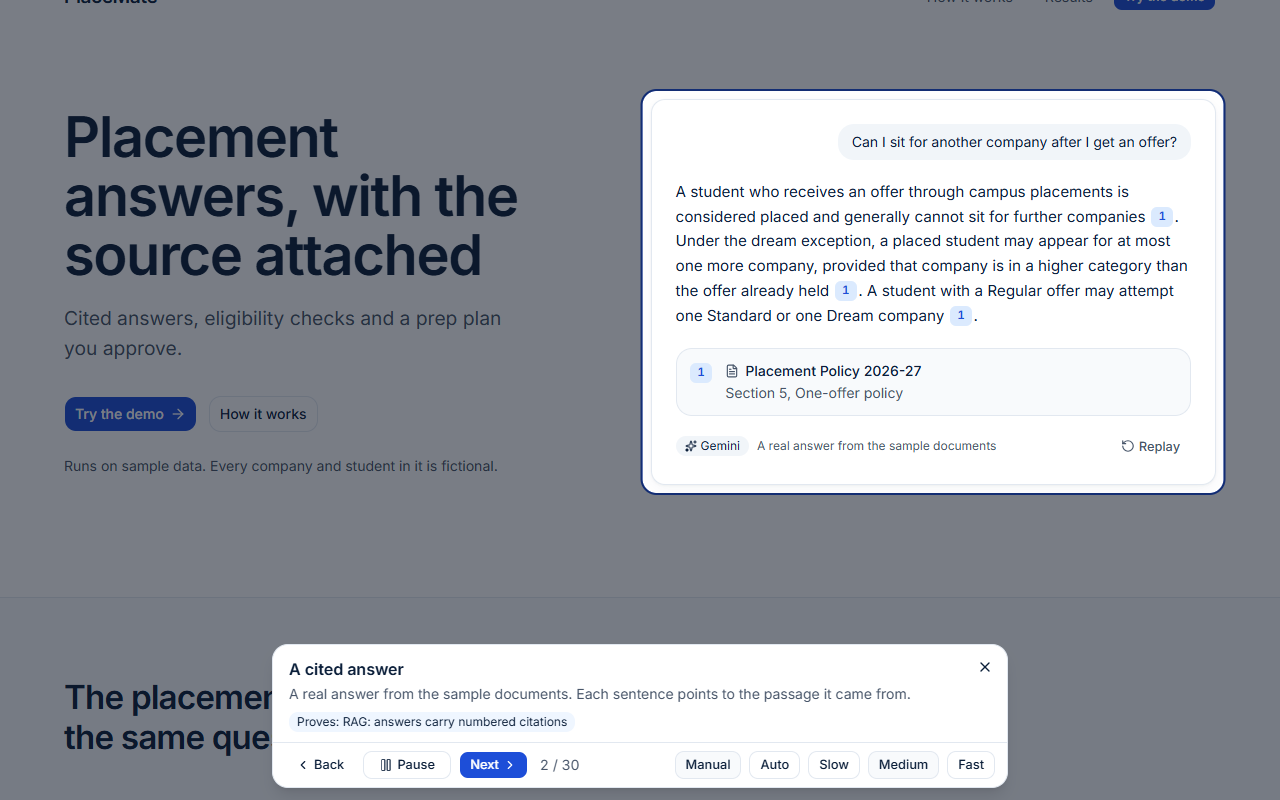 PlaceMate
How it works
Results
Try the demo
Placement
answers, with the
source attached
Cited answers, eligibility checks and a prep plan
you approve.
Try the demo
How it works
Runs on sample data. Every company and student in it is fictional.
Can I sit for another company after I get an offer?
A student who receives an offer through campus placements is
considered placed and generally cannot sit for further companies 1 .
Under the dream exception, a placed student may appear for at most
one more company, provided that company is in a higher category than
the offer already held 1 . A student with a Regular offer may attempt
one Standard or one Dream company 1 .
1 Placement Policy 2026-27
Section 5, One-offer policy
Gemini A real answer from the sample documents
Replay
The placemen
the same que
A cited answer
A real answer from the sample documents. Each sentence points to the passage it came from.
Proves: RAG: answers carry numbered citations
Back
Pause
Next
2 / 30
Manual
Auto
Slow
Medium
Fast